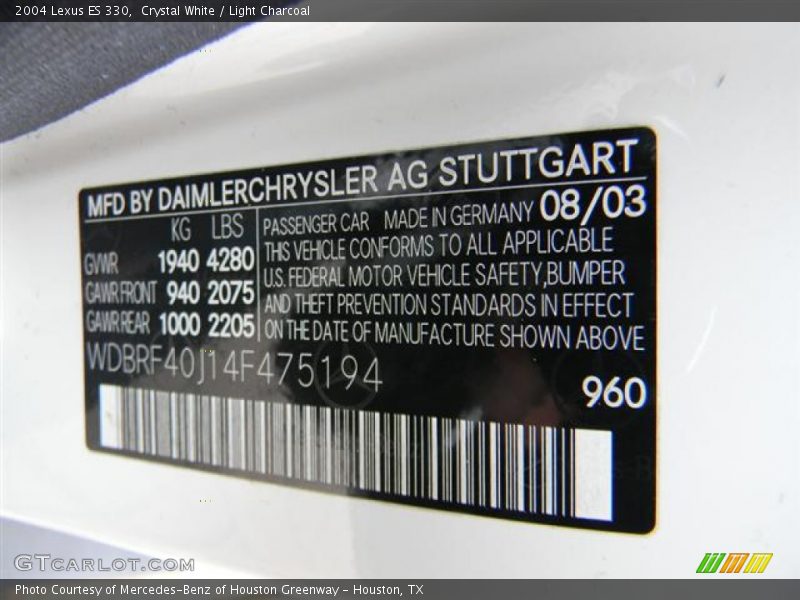 2004 Lexus ES 330,  Crystal White / Light Charcoal
MFD BY DAIMLERCHRYSLER AG STUTTGART
KG LBS
GVWR 1940 4280
GAWR FRONT 940 2075
GAWR REAR 1000 2205
PASSENGER CAR MADE IN GERMANY 08/03
THIS VEHICLE CONFORMS TO ALL APPLICABLE
U.S. FEDERAL MOTOR VEHICLE SAFETY,BUMPER
AND THEFT PREVENTION STANDARDS IN EFFECT
ON THE DATE OF MANUFACTURE SHOWN ABOVE
WDBRF40J14F475194
960
GTCARLOT.COM
Photo Courtesy of Mercedes-Benz of Houston Greenway - Houston, TX